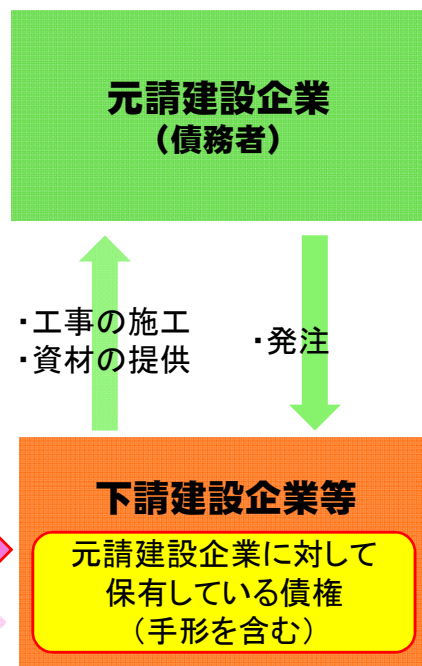 元請建設企業
（債務者）
・工事の施工
・資材の提供
・発注
下請建設企業等
元請建設企業に対して
保有している債権
（手形を含む）